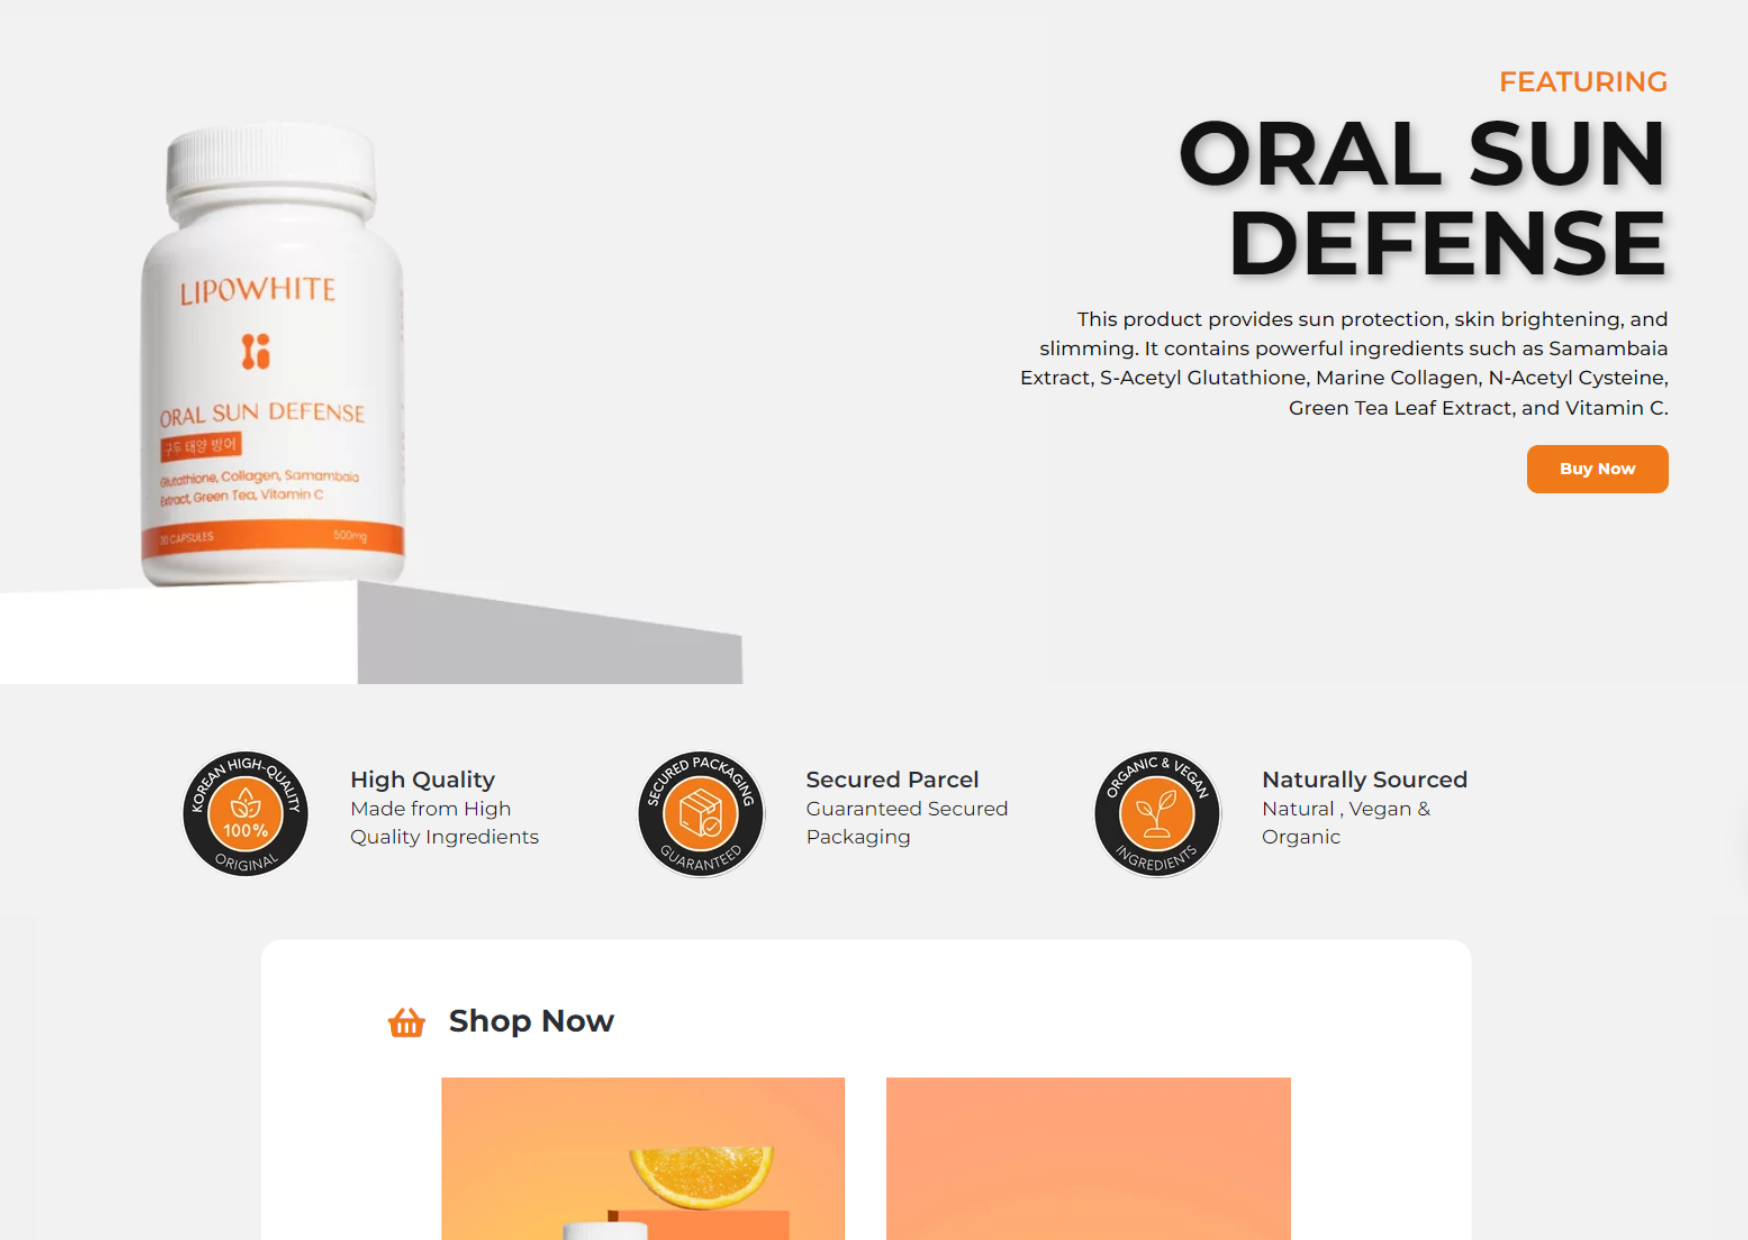 FEATURING
ORAL SUN
DEFENSE
This product provides sun protection, skin brightening, and
slimming. It contains powerful ingredients such as Samambaia
Extract, S-Acetyl Glutathione, Marine Collagen, N-Acetyl Cysteine,
Green Tea Leaf Extract, and Vitamin C.
Buy Now
LIPOWHITE
ORAL SUN DEFENSE
구두 태양 방어
Glutathione, Collagen, Samambaia
Extract, Green Tea, Vitamin C
30 CAPSULES 500mg
KOREAN HIGH-QUALITY
100%
ORIGINAL
High Quality
Made from High
Quality Ingredients
SECURED PACKAGING
GUARANTEED
Secured Parcel
Guaranteed Secured
Packaging
ORGANIC & VEGAN
INGREDIENTS
Naturally Sourced
Natural , Vegan &
Organic
Shop Now